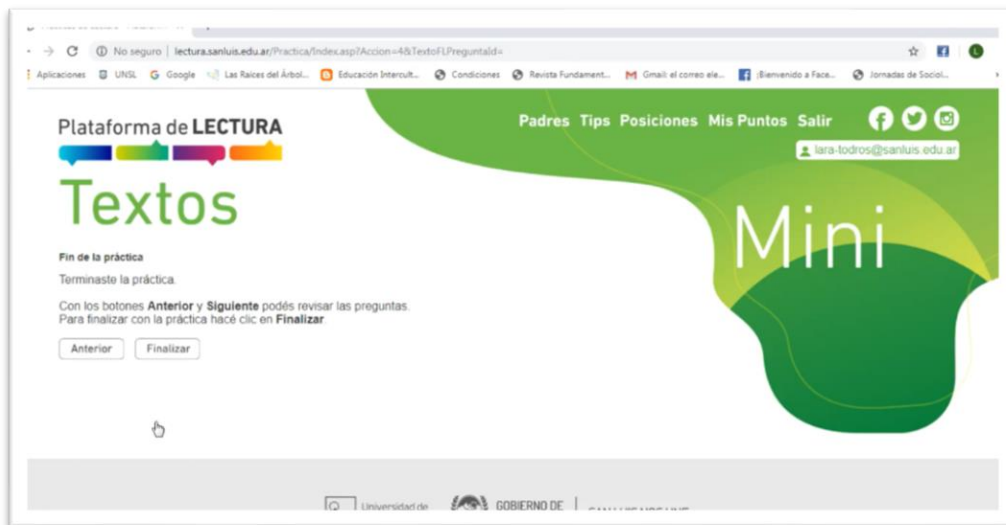 No seguro | lectura.sanluis.edu.ar/Practica/Index.asp?Accion=4&TextoFLPreguntaId=
Aplicaciones UNSL Google Las Raices del Árbol... Educación Intercult... Condiciones Revista Fundament... Gmail: el correo ele... ¡Bienvenido a Face... Jornadas de Sociol...
Plataforma de LECTURA
Padres Tips Posiciones Mis Puntos Salir
lara-todros@sanluis.edu.ar
Textos
Mini
Fin de la práctica
Terminaste la práctica.
Con los botones Anterior y Siguiente podés revisar las preguntas.
Para finalizar con la práctica hacé clic en Finalizar
Anterior Finalizar
Universidad de GOBIERNO DE